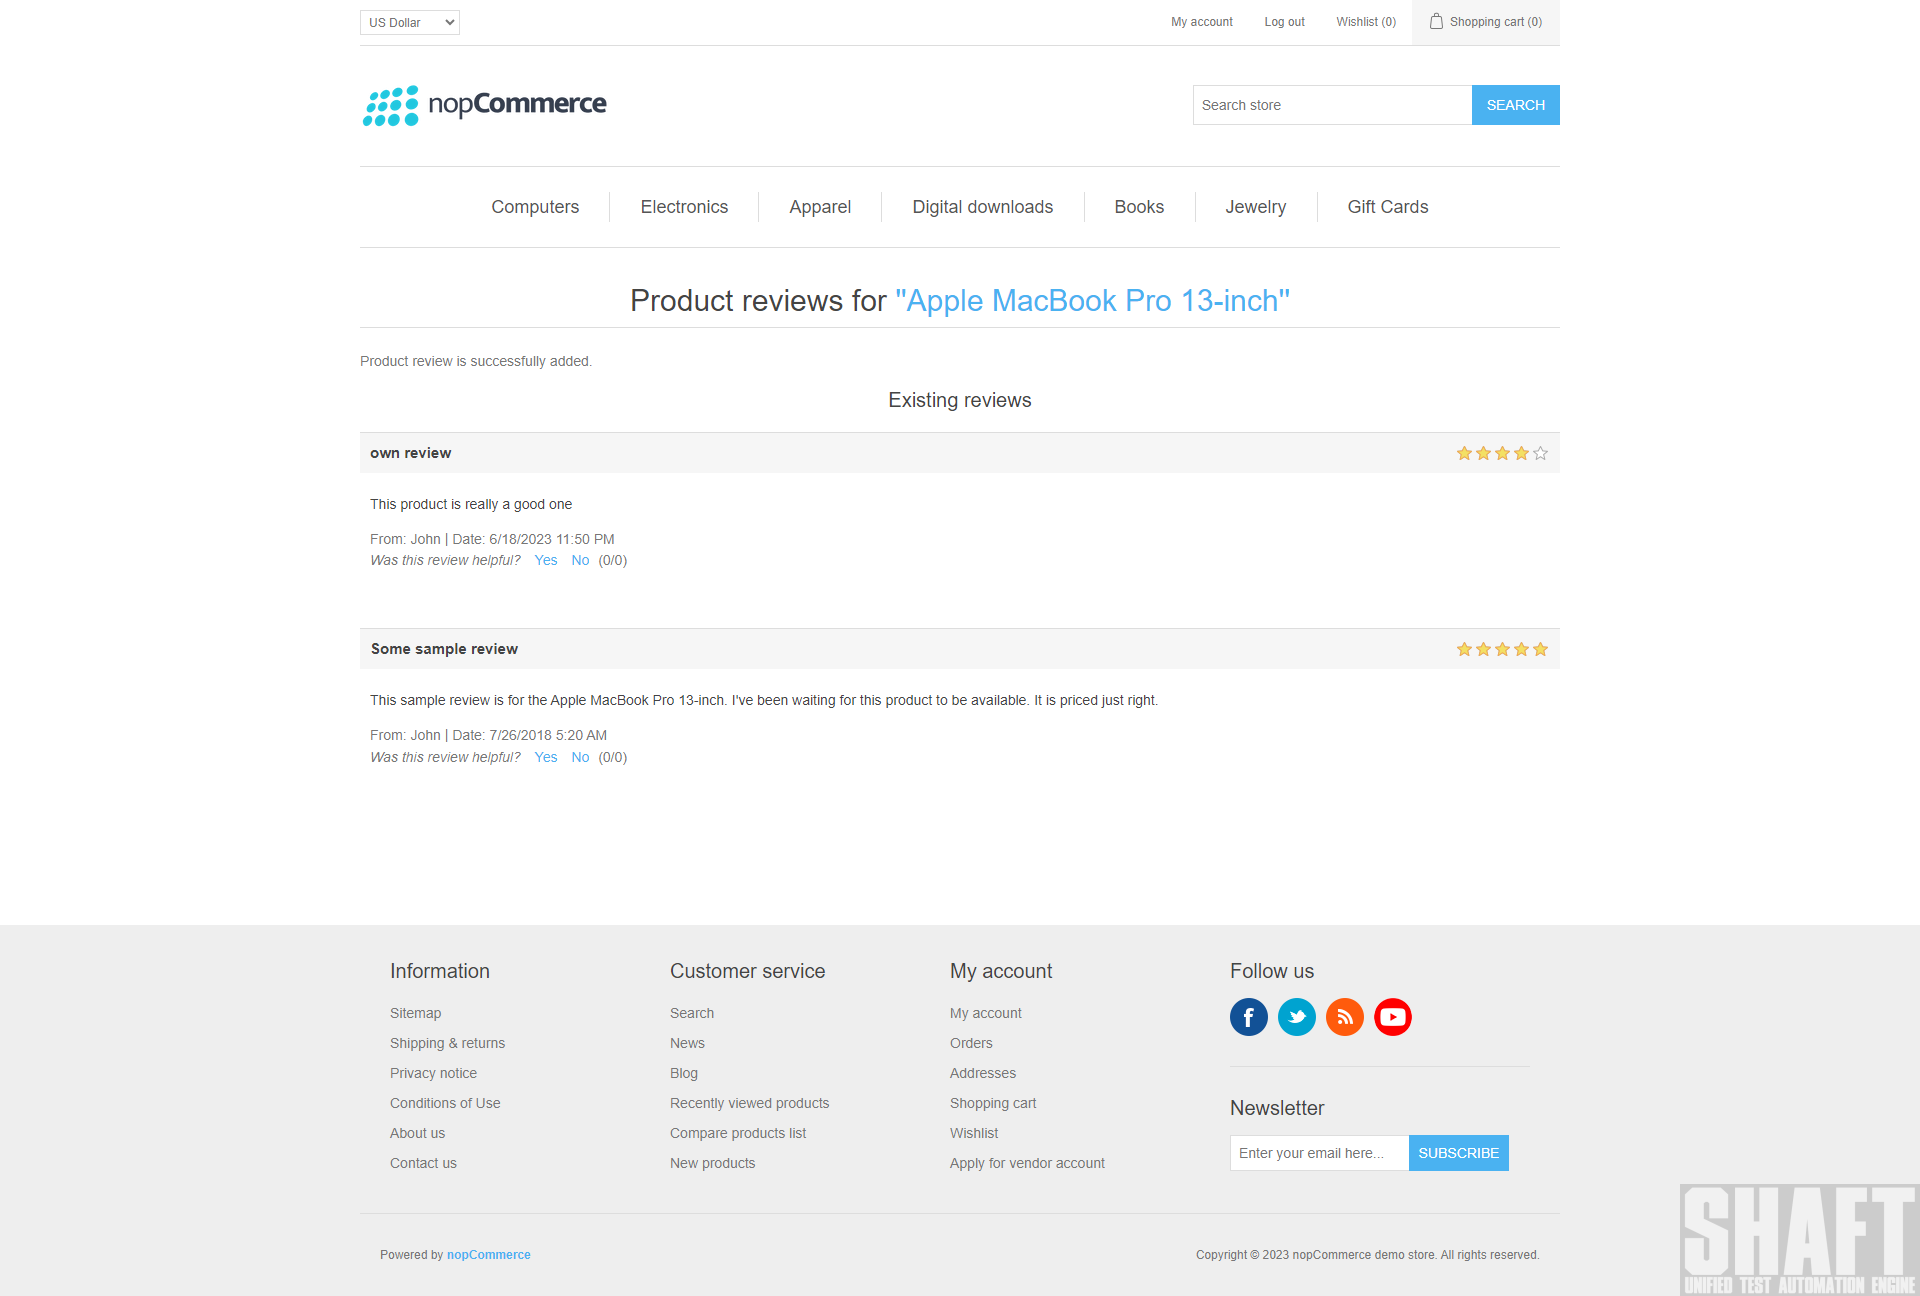 US Dollar
My account
Log out
Wishlist (0)
Shopping cart (0)
nopCommerce
Search store
SEARCH
Computers
Electronics
Apparel
Digital downloads
Books
Jewelry
Gift Cards
Product reviews for "Apple MacBook Pro 13-inch"
Product review is successfully added.
Existing reviews
own review
This product is really a good one
From: John | Date: 6/18/2023 11:50 PM
Was this review helpful? Yes No (0/0)
Some sample review
This sample review is for the Apple MacBook Pro 13-inch. I've been waiting for this product to be available. It is priced just right.
From: John | Date: 7/26/2018 5:20 AM
Was this review helpful? Yes No (0/0)
Information
Sitemap
Shipping & returns
Privacy notice
Conditions of Use
About us
Contact us
Customer service
Search
News
Blog
Recently viewed products
Compare products list
New products
My account
My account
Orders
Addresses
Shopping cart
Wishlist
Apply for vendor account
Follow us
Newsletter
Enter your email here...
SUBSCRIBE
Powered by nopCommerce
Copyright © 2023 nopCommerce demo store. All rights reserved.
SHAFT
UNIFIED TEST AUTOMATION ENGINE